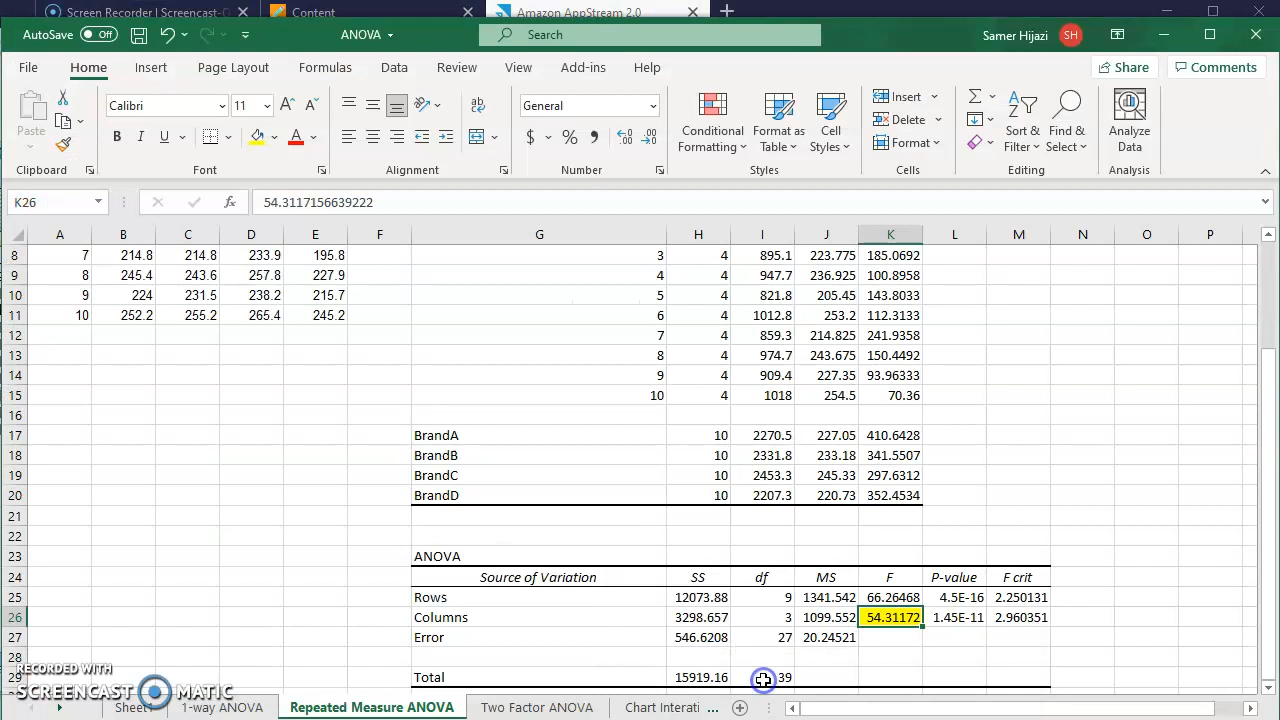 Screen Recorder | Screencast-O
Content
Amazon AppStream 2.0
AutoSave Off
ANOVA
Search
Samer Hijazi SH
File Home Insert Page Layout Formulas Data Review View Add-ins Help Share Comments
Paste
Calibri 11
General
Conditional Formatting
Format as Table
Cell Styles
Insert
Delete
Format
Sort & Filter
Find & Select
Analyze Data
Clipboard Font Alignment Number Styles Cells Editing Analysis
K26 fx 54.3117156639222
A B C D E F G H I J K L M N O P
8 7 214.8 214.8 233.9 195.8 3 4 895.1 223.775 185.0692
9 8 245.4 243.6 257.8 227.9 4 4 947.7 236.925 100.8958
10 9 224 231.5 238.2 215.7 5 4 821.8 205.45 143.8033
11 10 252.2 255.2 265.4 245.2 6 4 1012.8 253.2 112.3133
12 7 4 859.3 214.825 241.9358
13 8 4 974.7 243.675 150.4492
14 9 4 909.4 227.35 93.96333
15 10 4 1018 254.5 70.36
16
17 BrandA 10 2270.5 227.05 410.6428
18 BrandB 10 2331.8 233.18 341.5507
19 BrandC 10 2453.3 245.33 297.6312
20 BrandD 10 2207.3 220.73 352.4534
21
22
23 ANOVA
24 Source of Variation SS df MS F P-value F crit
25 Rows 12073.88 9 1341.542 66.26468 4.5E-16 2.250131
26 Columns 3298.657 3 1099.552 54.31172 1.45E-11 2.960351
27 Error 546.6208 27 20.24521
28
29 Total 15919.16 39
RECORDED WITH
SCREENCAST MATIC
Sheet1 1-way ANOVA Repeated Measure ANOVA Two Factor ANOVA Chart Interati ...